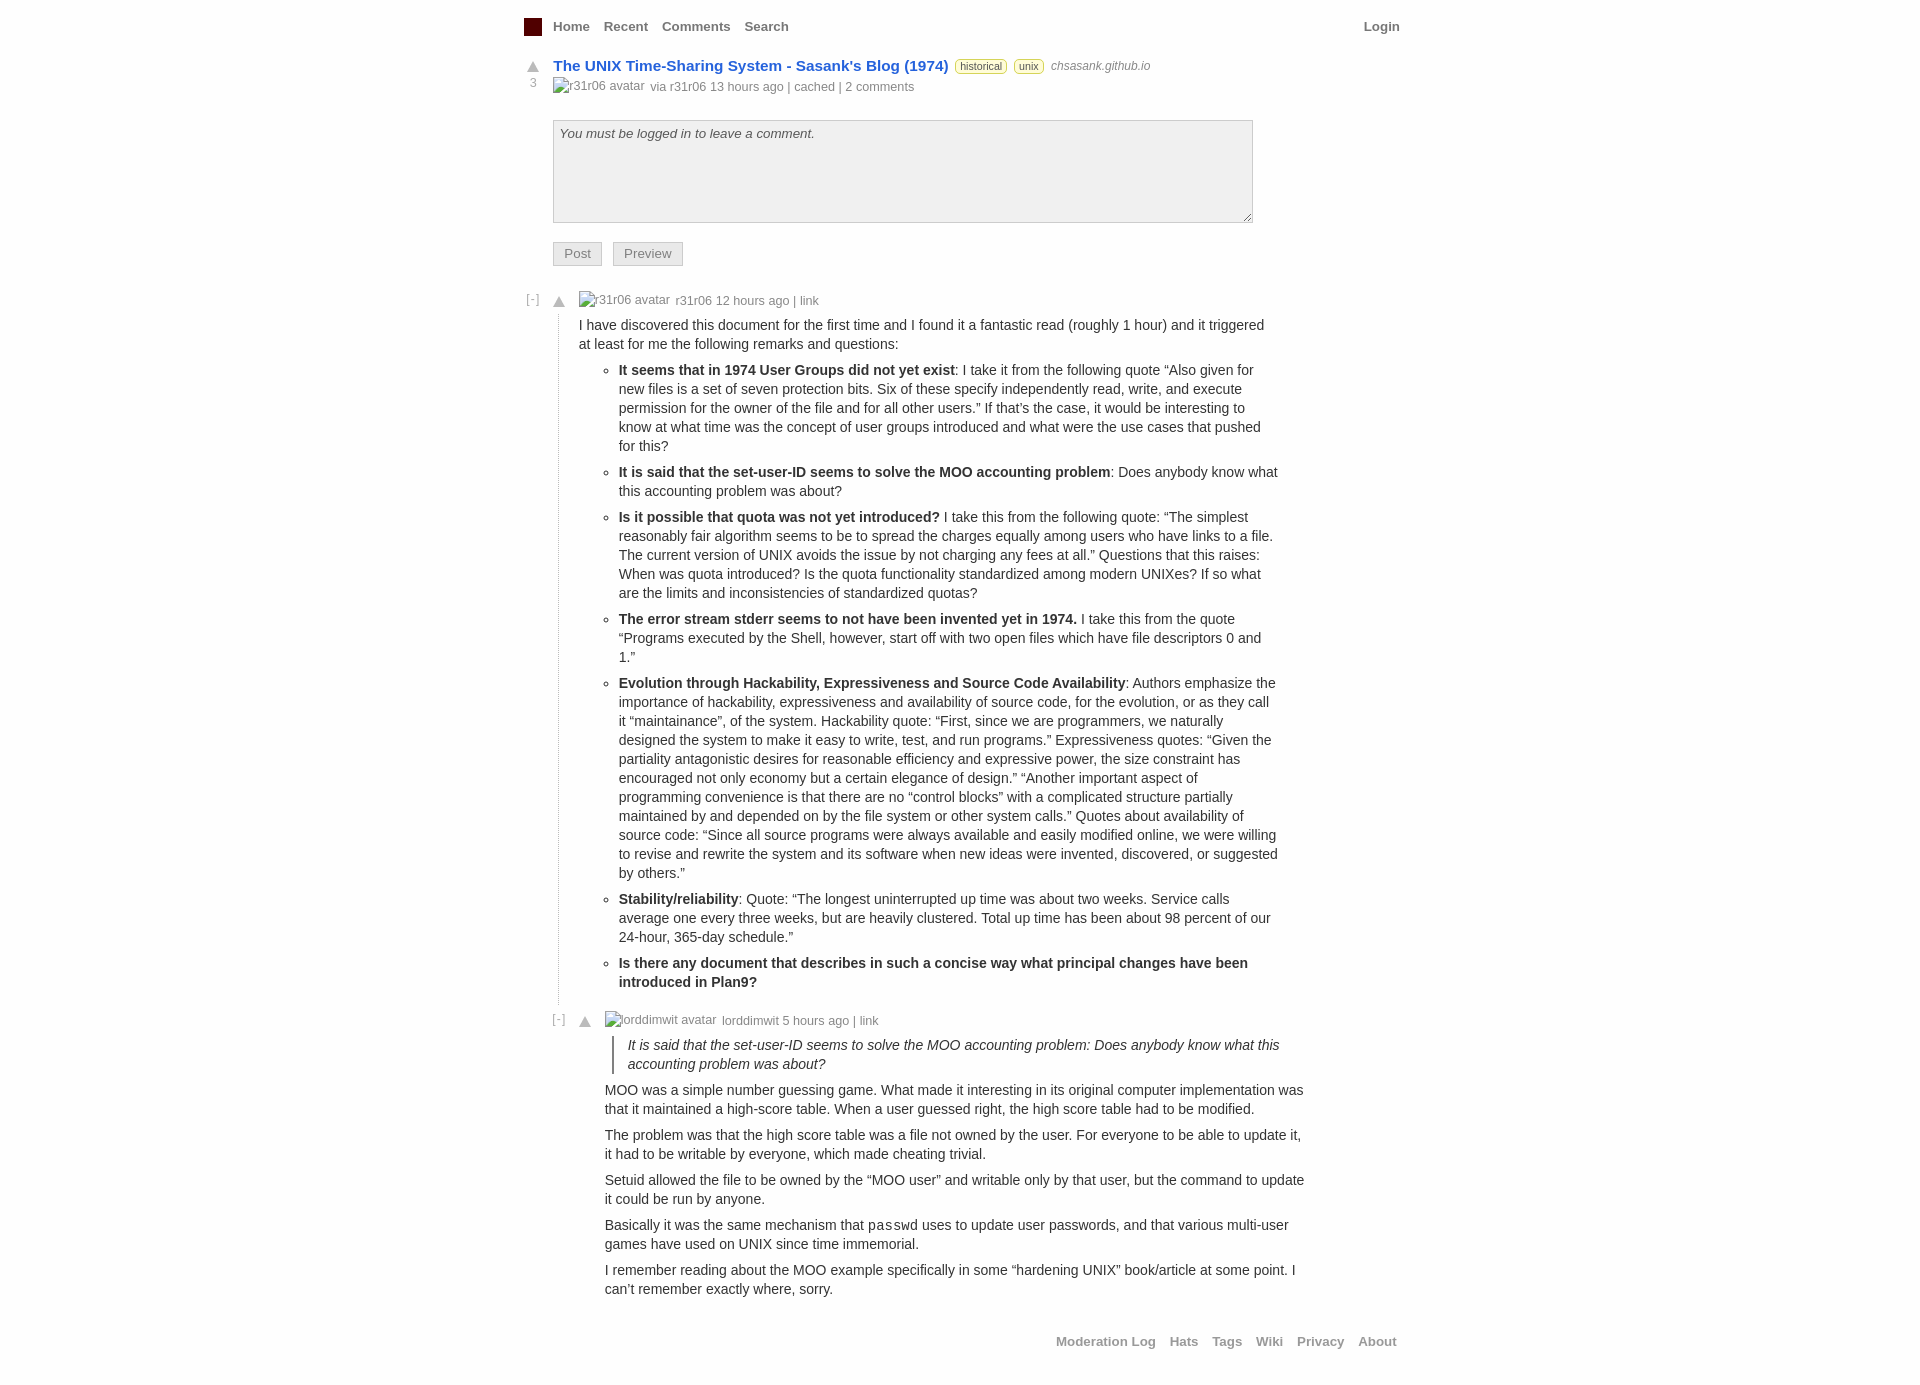 Home Recent Comments Search Login
The UNIX Time-Sharing System - Sasank's Blog (1974) historical unix chsasank.github.io
3
r31r06 avatar via r31r06 13 hours ago | cached | 2 comments
You must be logged in to leave a comment.
Post Preview
[-] r31r06 avatar r31r06 12 hours ago | link
I have discovered this document for the first time and I found it a fantastic read (roughly 1 hour) and it triggered
at least for me the following remarks and questions:
It seems that in 1974 User Groups did not yet exist: I take it from the following quote “Also given for
new files is a set of seven protection bits. Six of these specify independently read, write, and execute
permission for the owner of the file and for all other users.” If that’s the case, it would be interesting to
know at what time was the concept of user groups introduced and what were the use cases that pushed
for this?
It is said that the set-user-ID seems to solve the MOO accounting problem: Does anybody know what
this accounting problem was about?
Is it possible that quota was not yet introduced? I take this from the following quote: “The simplest
reasonably fair algorithm seems to be to spread the charges equally among users who have links to a file.
The current version of UNIX avoids the issue by not charging any fees at all.” Questions that this raises:
When was quota introduced? Is the quota functionality standardized among modern UNIXes? If so what
are the limits and inconsistencies of standardized quotas?
The error stream stderr seems to not have been invented yet in 1974. I take this from the quote
“Programs executed by the Shell, however, start off with two open files which have file descriptors 0 and
1.”
Evolution through Hackability, Expressiveness and Source Code Availability: Authors emphasize the
importance of hackability, expressiveness and availability of source code, for the evolution, or as they call
it “maintainance”, of the system. Hackability quote: “First, since we are programmers, we naturally
designed the system to make it easy to write, test, and run programs.” Expressiveness quotes: “Given the
partiality antagonistic desires for reasonable efficiency and expressive power, the size constraint has
encouraged not only economy but a certain elegance of design.” “Another important aspect of
programming convenience is that there are no “control blocks” with a complicated structure partially
maintained by and depended on by the file system or other system calls.” Quotes about availability of
source code: “Since all source programs were always available and easily modified online, we were willing
to revise and rewrite the system and its software when new ideas were invented, discovered, or suggested
by others.”
Stability/reliability: Quote: “The longest uninterrupted up time was about two weeks. Service calls
average one every three weeks, but are heavily clustered. Total up time has been about 98 percent of our
24-hour, 365-day schedule.”
Is there any document that describes in such a concise way what principal changes have been
introduced in Plan9?
[-] lorddimwit avatar lorddimwit 5 hours ago | link
It is said that the set-user-ID seems to solve the MOO accounting problem: Does anybody know what this
accounting problem was about?
MOO was a simple number guessing game. What made it interesting in its original computer implementation was
that it maintained a high-score table. When a user guessed right, the high score table had to be modified.
The problem was that the high score table was a file not owned by the user. For everyone to be able to update it,
it had to be writable by everyone, which made cheating trivial.
Setuid allowed the file to be owned by the “MOO user” and writable only by that user, but the command to update
it could be run by anyone.
Basically it was the same mechanism that passwd uses to update user passwords, and that various multi-user
games have used on UNIX since time immemorial.
I remember reading about the MOO example specifically in some “hardening UNIX” book/article at some point. I
can’t remember exactly where, sorry.
Moderation Log Hats Tags Wiki Privacy About